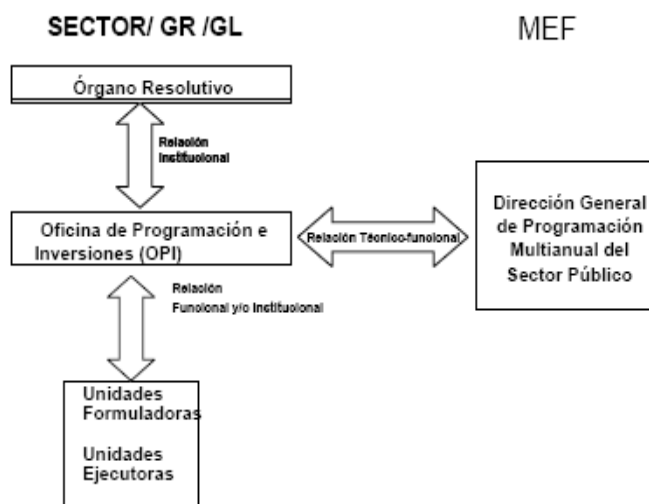 SECTOR/ GR /GL
MEF
Órgano Resolutivo
Relación
Institucional
Oficina de Programación e
Inversiones (OPI)
Relación Técnico-funcional
Dirección General
de Programación
Multianual del
Sector Público
Relación
Funcional y/o Institucional
Unidades
Formuladoras
Unidades
Ejecutoras